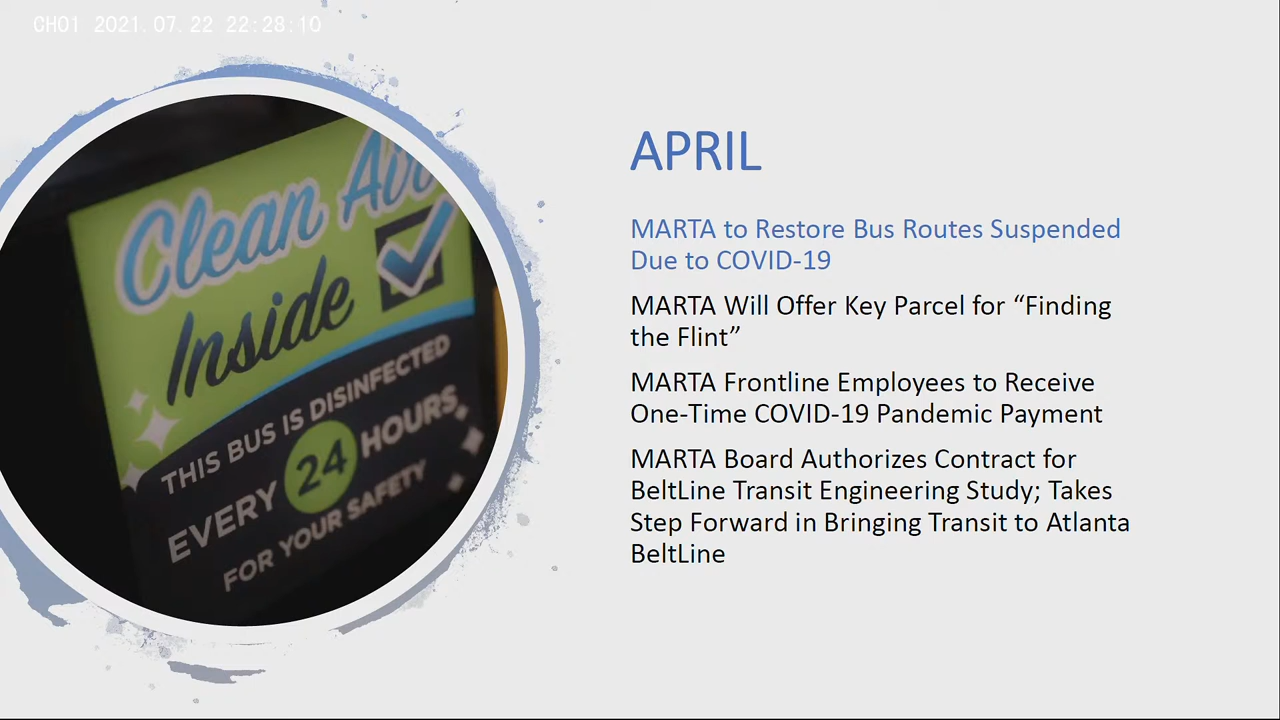 CH01 2021.07.22 22:28:10
Clean Air
Inside
THIS BUS IS DISINFECTED
EVERY 24 HOURS
FOR YOUR SAFETY
APRIL
MARTA to Restore Bus Routes Suspended
Due to COVID-19
MARTA Will Offer Key Parcel for “Finding
the Flint”
MARTA Frontline Employees to Receive
One-Time COVID-19 Pandemic Payment
MARTA Board Authorizes Contract for
BeltLine Transit Engineering Study; Takes
Step Forward in Bringing Transit to Atlanta
BeltLine